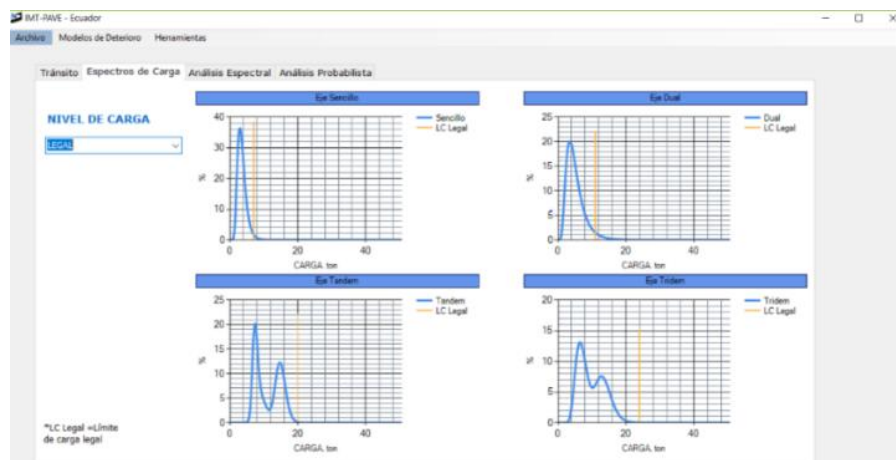 IMT-PAVE - Ecuador
Archivo Modelos de Deterioro Herramientas
Tránsito Espectros de Carga Análisis Espectral Análisis Probabilista
NIVEL DE CARGA
LEGAL
Eje Sencillo
40
30
20
10
0
%
0 20 40
CARGA, ton
Sencillo
LC Legal
Eje Dual
25
20
15
10
5
0
%
0 20 40
CARGA, ton
Dual
LC Legal
Eje Tandem
25
20
15
10
5
0
%
0 20 40
CARGA, ton
Tandem
LC Legal
Eje Tridem
20
15
10
5
0
%
0 20 40
CARGA, ton
Tridem
LC Legal
*LC Legal =Límite
de carga legal